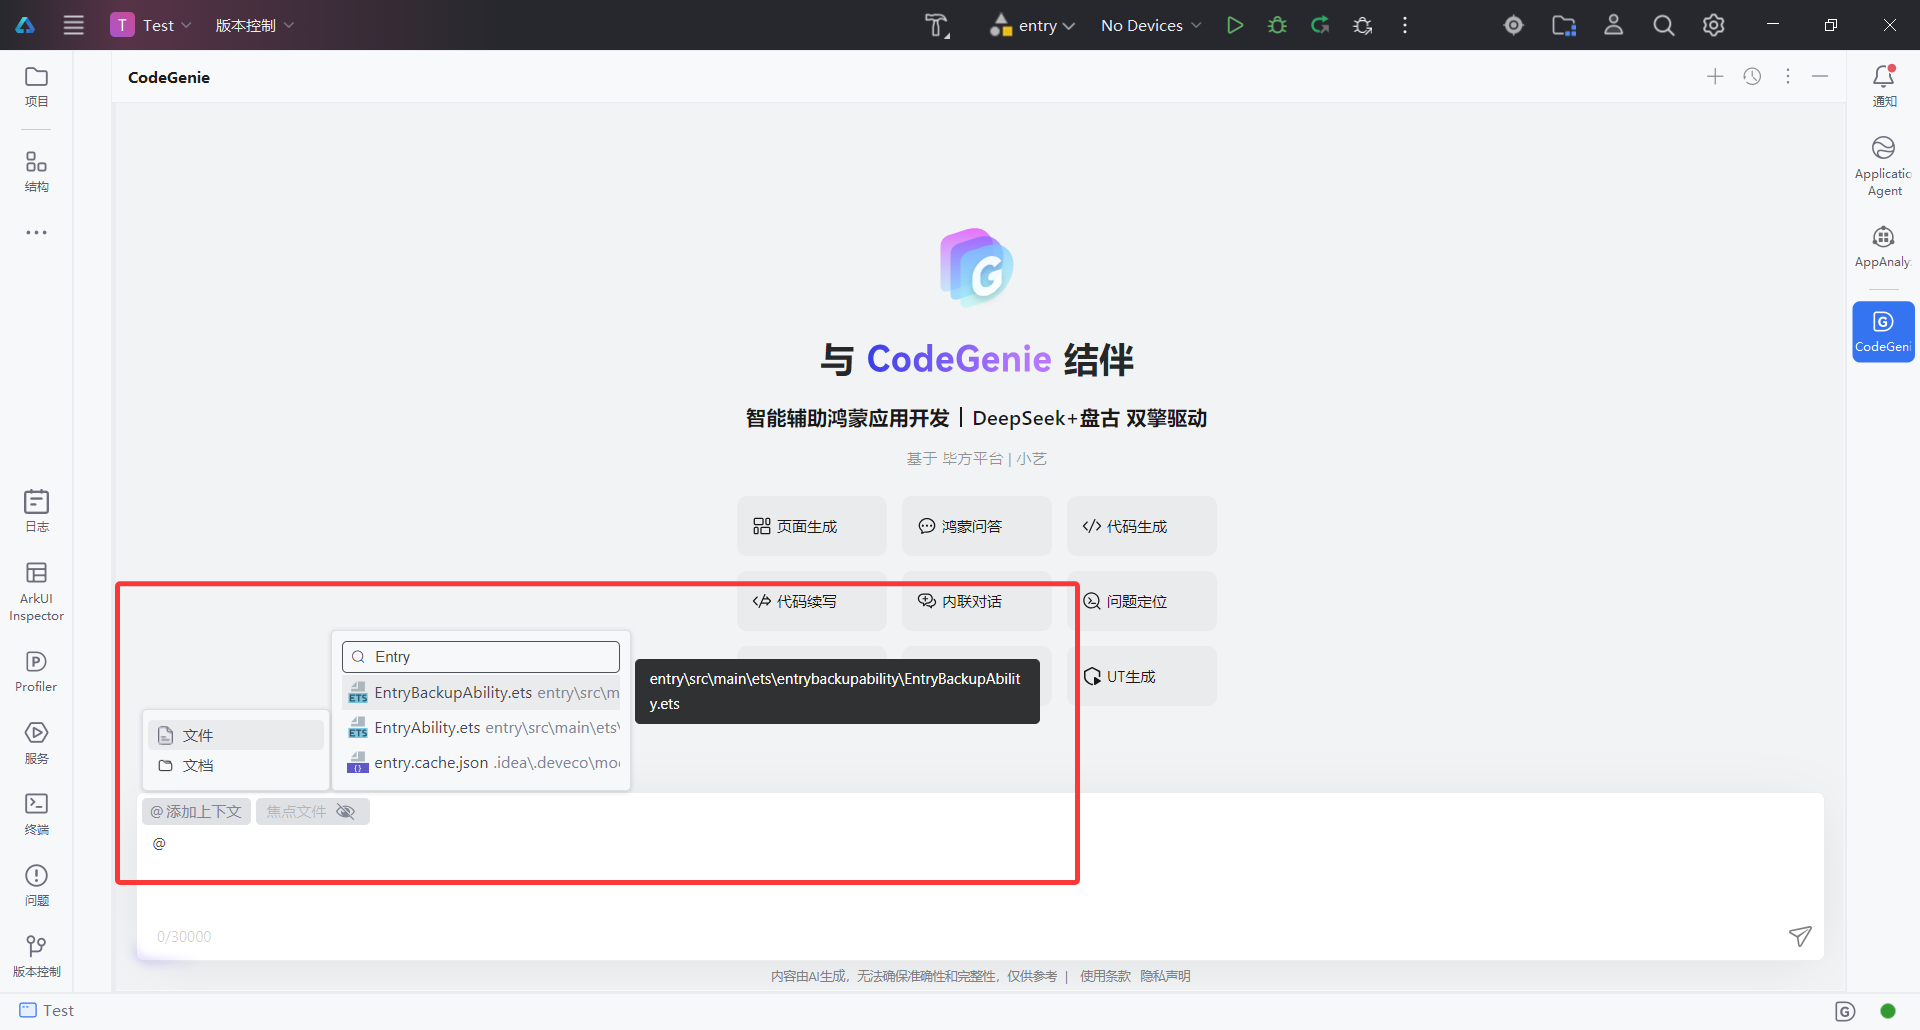 T Test 版本控制
entry No Devices
项目
结构
日志
ArkUI
Inspector
Profiler
服务
终端
问题
版本控制
CodeGenie
与 CodeGenie 结伴
智能辅助鸿蒙应用开发 | DeepSeek+盘古 双擎驱动
基于 毕方平台 | 小艺
页面生成
鸿蒙问答
代码生成
代码续写
内联对话
问题定位
UT生成
Entry
EntryBackupAbility.ets entry\src\m
EntryAbility.ets entry\src\main\ets\
entry.cache.json .idea\.deveco\mo
entry\src\main\ets\entrybackupability\EntryBackupAbilit
y.ets
文件
文档
@ 添加上下文 焦点文件
@
0/30000
内容由AI生成, 无法确保准确性和完整性, 仅供参考 | 使用条款 隐私声明
通知
Applicatic
Agent
AppAnaly
CodeGeni
Test